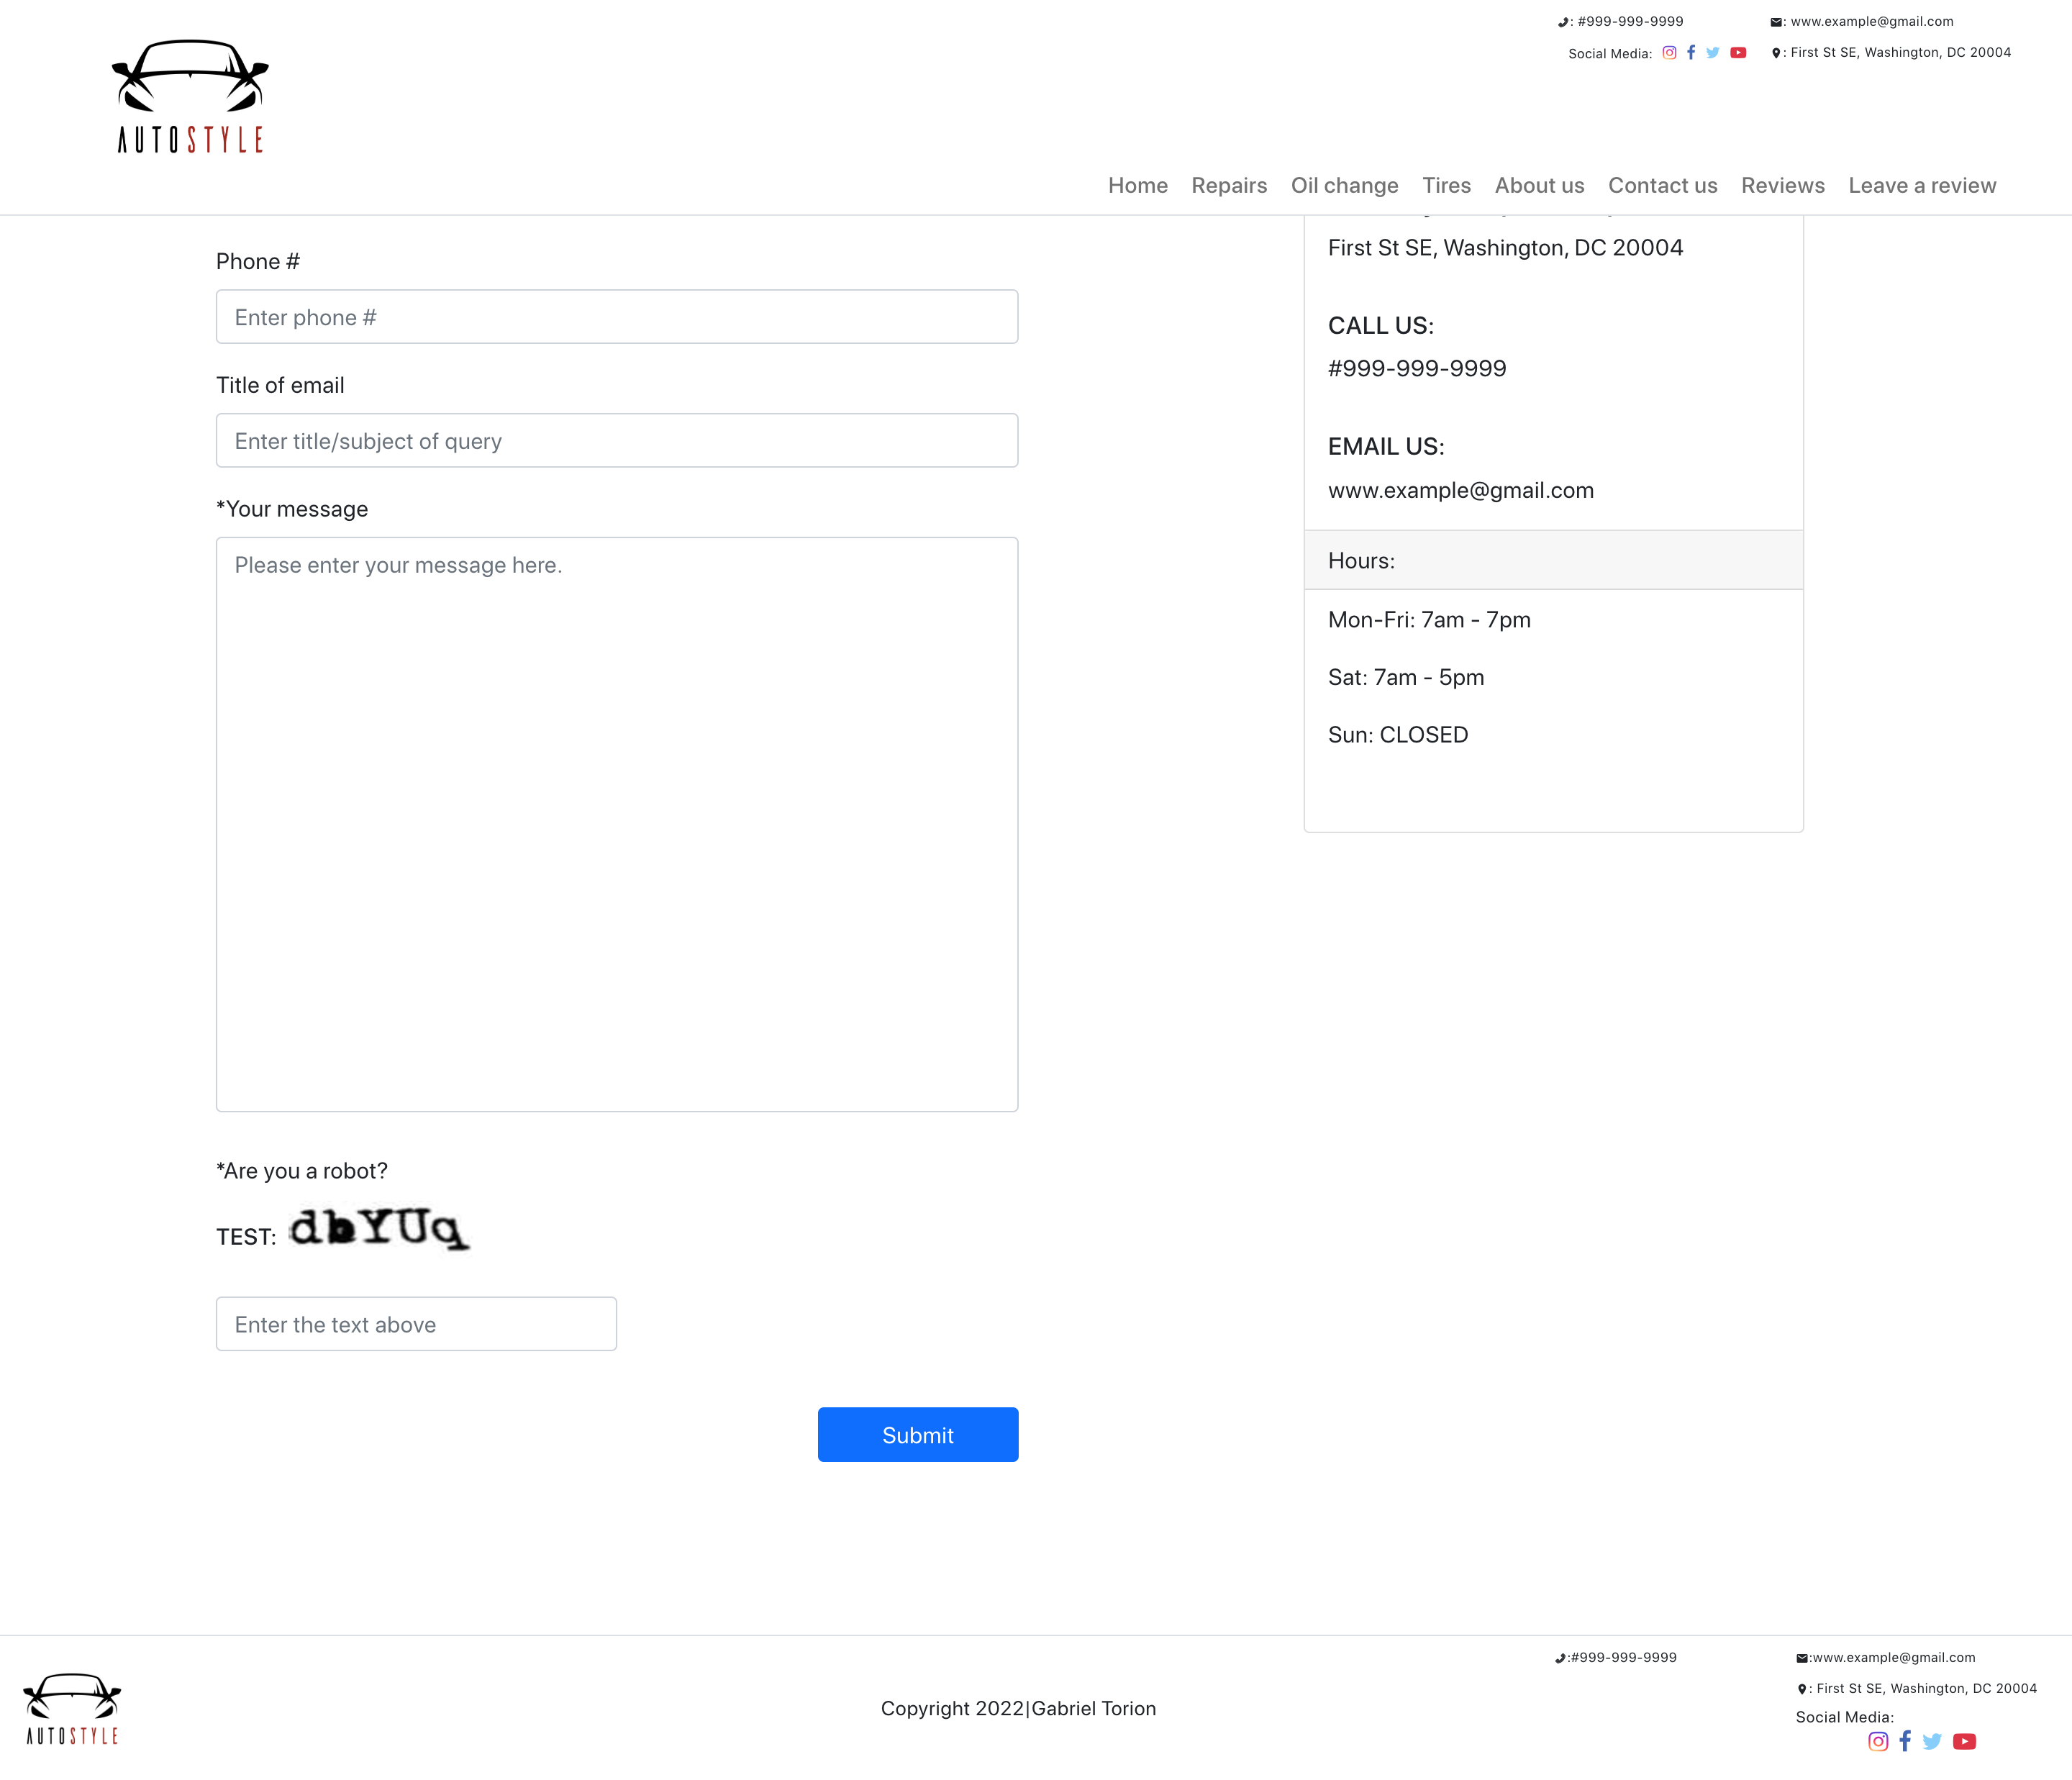 : #999-999-9999
: www.example@gmail.com
Social Media:
: First St SE, Washington, DC 20004
AUTOSTYLE
Home Repairs Oil change Tires About us Contact us Reviews Leave a review
First St SE, Washington, DC 20004
CALL US:
#999-999-9999
EMAIL US:
www.example@gmail.com
Hours:
Mon-Fri: 7am - 7pm
Sat: 7am - 5pm
Sun: CLOSED
Phone #
Enter phone #
Title of email
Enter title/subject of query
*Your message
Please enter your message here.
*Are you a robot?
TEST: dbYUq
Enter the text above
Submit
AUTOSTYLE
Copyright 2022|Gabriel Torion
:#999-999-9999
:www.example@gmail.com
: First St SE, Washington, DC 20004
Social Media: